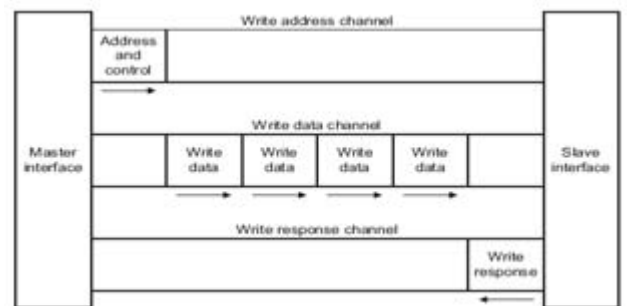 Write address channel
Address
and
control
Write data channel
Master
interface
Write
data
Write
data
Write
data
Write
data
Slave
interface
Write response channel
Write
response